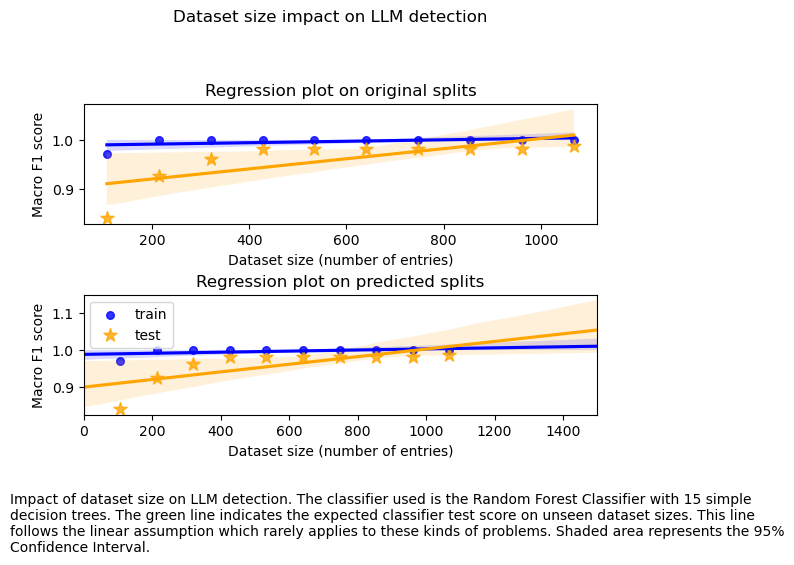 Dataset size impact on LLM detection
Regression plot on original splits
1.0
0.9
Macro F1 score
200 400 600 800 1000
Dataset size (number of entries)
Regression plot on predicted splits
1.1
1.0
0.9
Macro F1 score
train
test
0 200 400 600 800 1000 1200 1400
Dataset size (number of entries)
Impact of dataset size on LLM detection. The classifier used is the Random Forest Classifier with 15 simple
decision trees. The green line indicates the expected classifier test score on unseen dataset sizes. This line
follows the linear assumption which rarely applies to these kinds of problems. Shaded area represents the 95%
Confidence Interval.